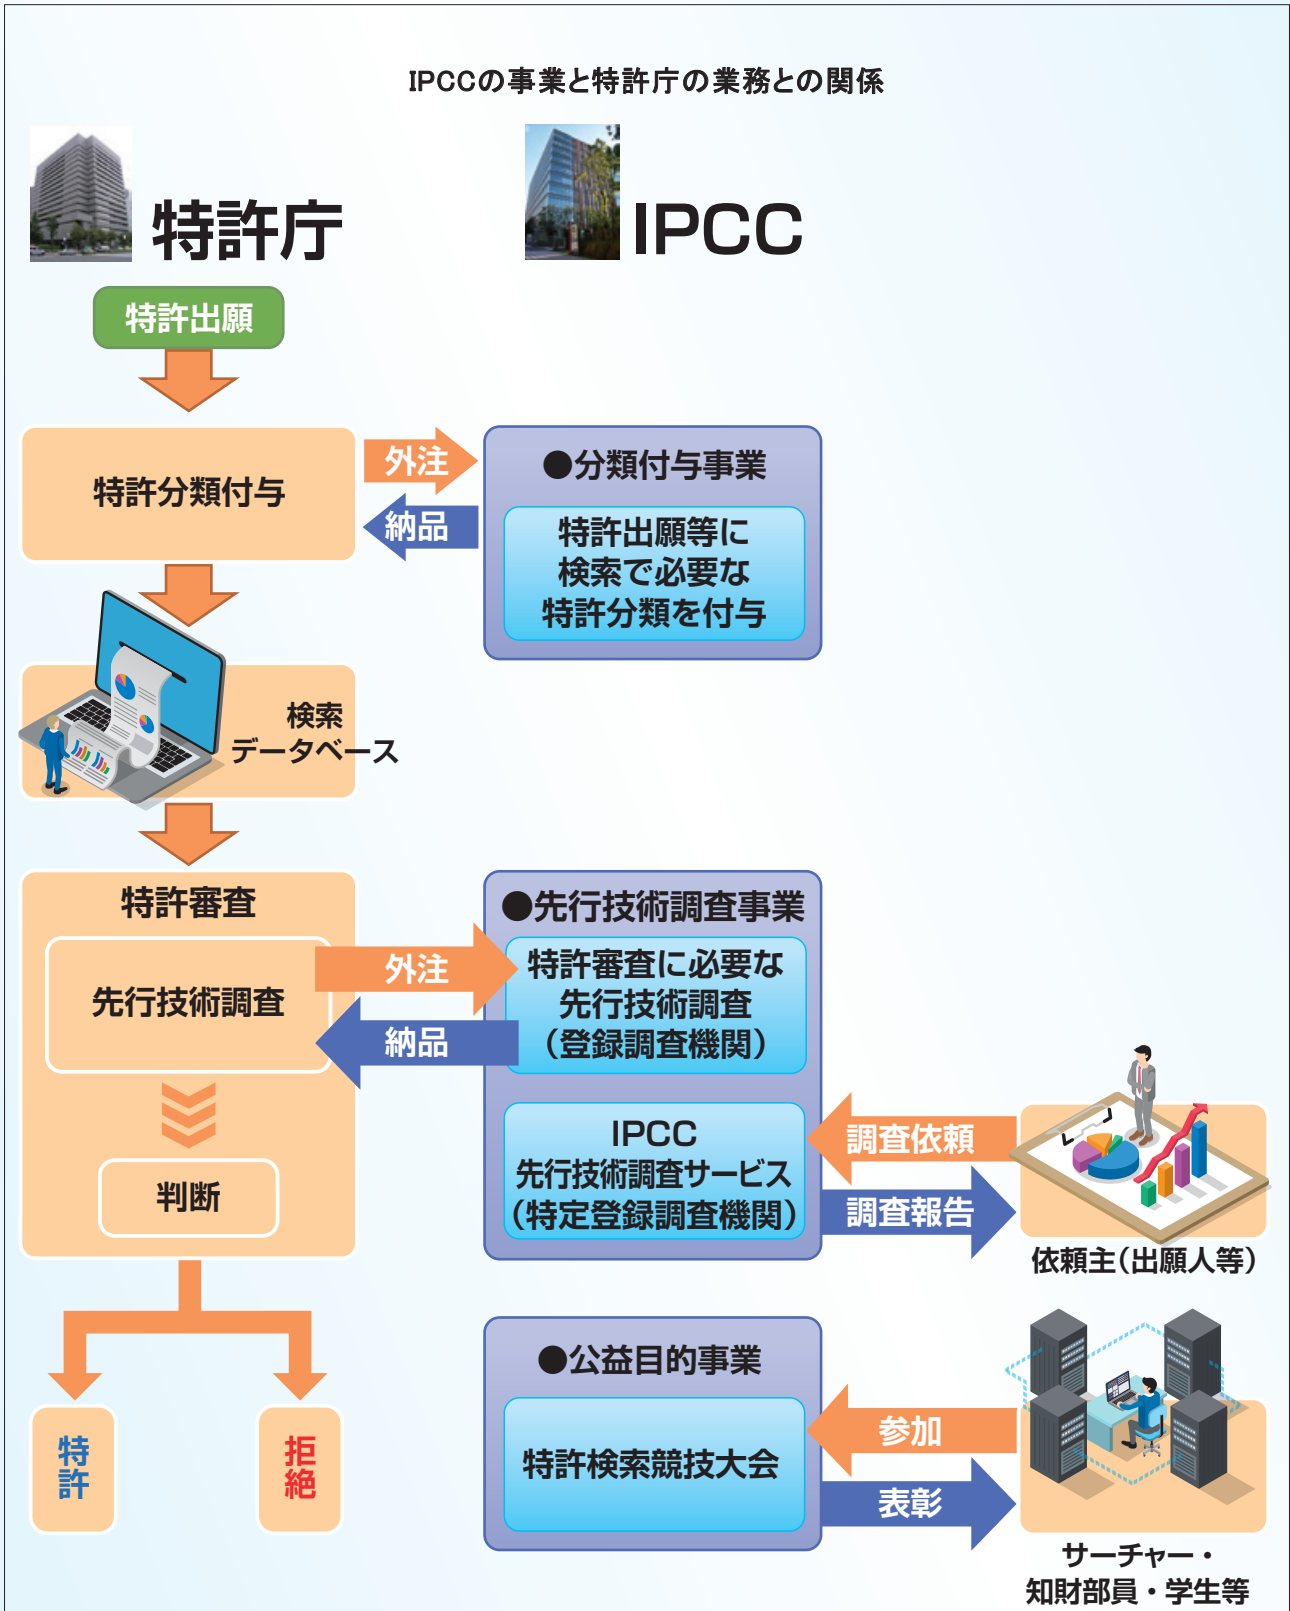 IPCCの事業と特許庁の業務との関係
特許庁
IPCC
特許出願
特許分類付与
外注
納品
●分類付与事業
特許出願等に
検索で必要な
特許分類を付与
検索
データベース
特許審査
先行技術調査
判断
外注
納品
●先行技術調査事業
特許審査に必要な
先行技術調査
（登録調査機関）
IPCC
先行技術調査サービス
（特定登録調査機関）
調査依頼
調査報告
依頼主（出願人等）
特許
拒絶
●公益目的事業
特許検索競技大会
参加
表彰
サーチャー・
知財部員・学生等